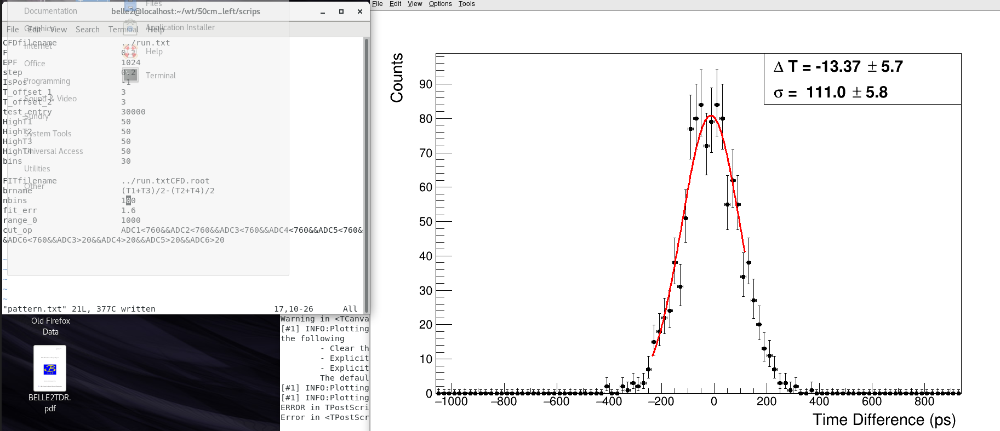 File Edit View Options Tools
Documentation
Files
belle2@localhost:~/wt/50cm_left/scrips
Graphics
Application Installer
File Edit View Search Terminal Help
CFDfilename ../run.txt
Internet
F 0.2
Help
EPF 1024
Office
step 0.2
Terminal
IsPos -1
Programming
T_offset_1 3
T_offset_2 3
Sound & Video
test_entry 30000
Sundry
HighT1 50
HighT2 50
System Tools
HighT3 50
HighT4 50
Universal Access
bins 30
Utilities
FITfilename ../run.txtCFD.root
Other
brname (T1+T3)/2-(T2+T4)/2
nbins 100
fit_err 1.6
range_0 1000
cut_op ADC1<760&&ADC2<760&&ADC3<760&&ADC4<760&&ADC5<760&
&ADC6<760&&ADC3>20&&ADC4>20&&ADC5>20&&ADC6>20
~
~
~
~
~
"pattern.txt" 21L, 377C written 17,10-26 All
Old Firefox
Data
BELLE2TDR.
pdf
Warning in <TCanva
[#1] INFO:Plotting
the following
- Clear th
- Explicit
- Explicit
The defaul
[#1] INFO:Plotting
[#1] INFO:Plotting
ERROR in TPostScri
Error in <TPostScr
Counts
Δ T = -13.37 ± 5.7
σ = 111.0 ± 5.8
90
80
70
60
50
40
30
20
10
0
−1000 −800 −600 −400 −200 0 200 400 600 800
Time Difference (ps)